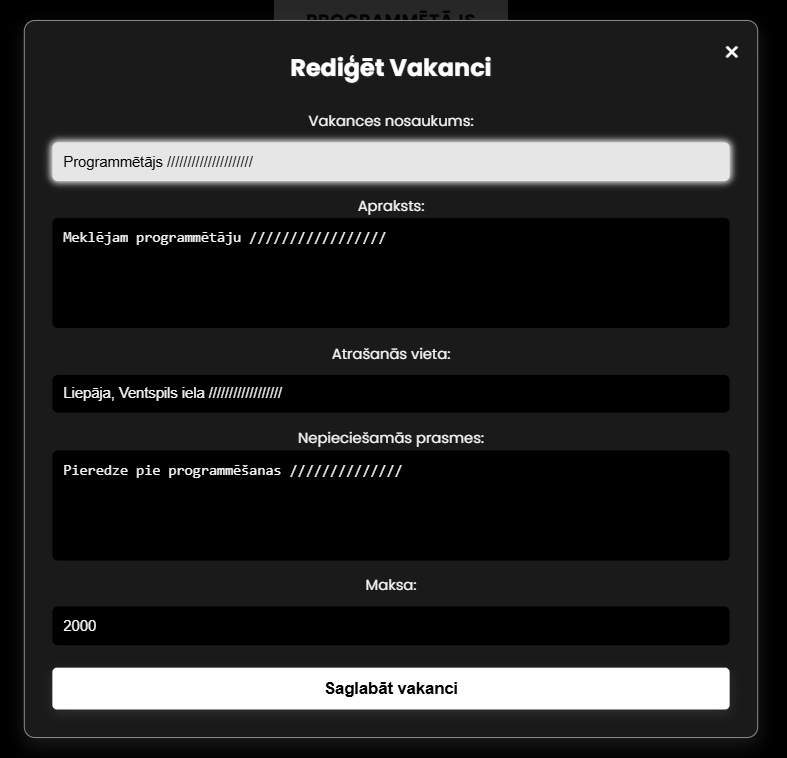 PROGRAMMĒTĀJS
Rediģēt Vakanci
×
Vakances nosaukums:
Programmētājs /////////////////////
Apraksts:
Meklējam programmētāju /////////////////
Atrašanās vieta:
Liepāja, Ventspils iela //////////////////
Nepieciešamās prasmes:
Pieredze pie programmēšanas //////////////
Maksa:
2000
Saglabāt vakanci